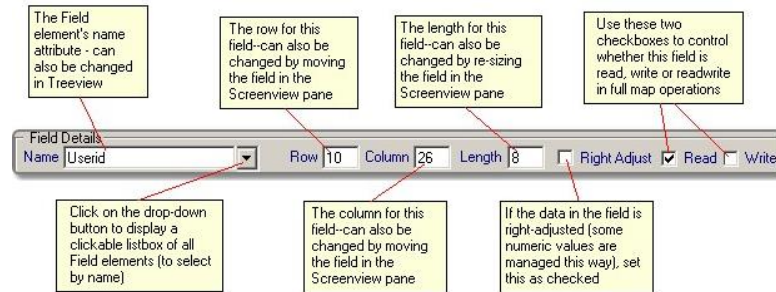 The Field
element's name
attribute - can
also be changed
in Treeview
The row for this
field--can also be
changed by moving
the field in the
Screenview pane
The length for this
field--can also be
changed by re-sizing
the field in the
Screenview pane
Use these two
checkboxes to control
whether this field is
read, write or readwrite
in full map operations
Field Details
Name Userid Row 10 Column 26 Length 8 Right Adjust Read Write
Click on the drop-down
button to display a
clickable listbox of all
Field elements (to select
by name)
The column for this
field--can also be
changed by moving
the field in the
Screenview pane
If the data in the field is
right-adjusted (some
numeric values are
managed this way), set
this as checked